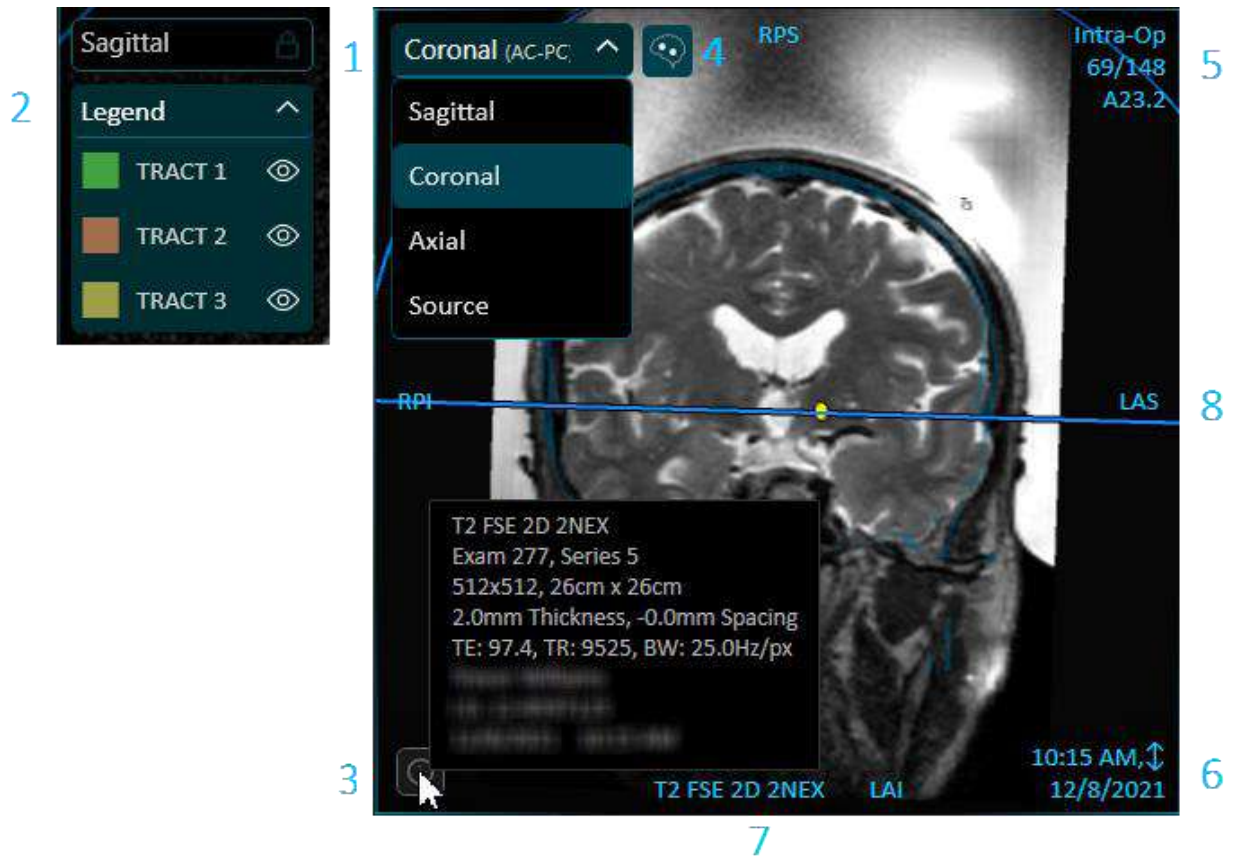 Sagittal
2
Legend
TRACT 1
TRACT 2
TRACT 3
1
Coronal (AC-PC)
4
RPS
Intra-Op
69/148
A23.2
5
Sagittal
Coronal
Axial
Source
RPI
LAS
8
T2 FSE 2D 2NEX
Exam 277, Series 5
512x512, 26cm x 26cm
2.0mm Thickness, -0.0mm Spacing
TE: 97.4, TR: 9525, BW: 25.0Hz/px
3
T2 FSE 2D 2NEX
LAI
10:15 AM,
12/8/2021
6
7